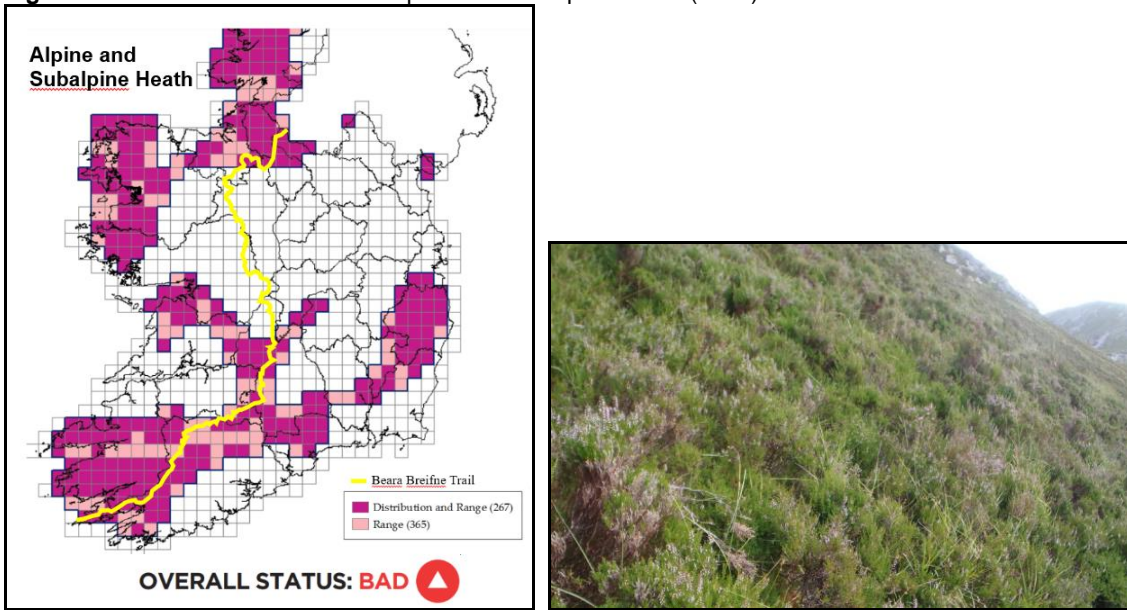 Alpine and
Subalpine Heath
Beara Breifne Trail
Distribution and Range (267)
Range (365)
OVERALL STATUS: BAD